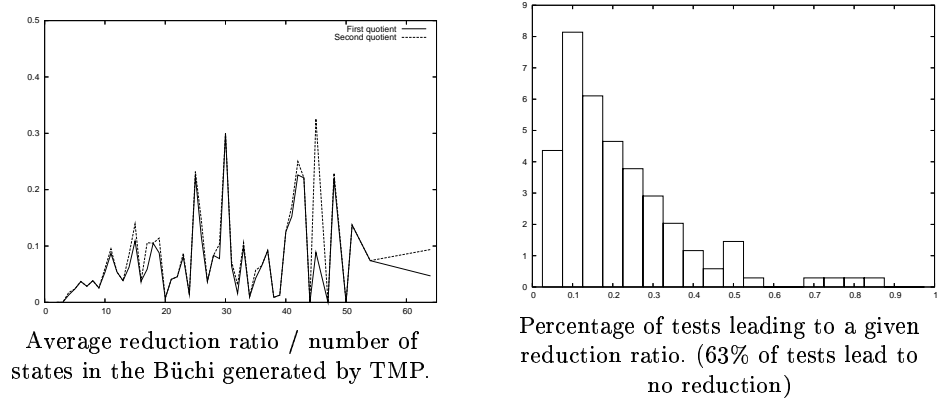 0.5
0.4
0.3
0.2
0.1
0
0 10 20 30 40 50 60
First quotient
Second quotient
Average reduction ratio / number of
states in the Büchi generated by TMP.
9
8
7
6
5
4
3
2
1
0
0 0.1 0.2 0.3 0.4 0.5 0.6 0.7 0.8 0.9 1
Percentage of tests leading to a given
reduction ratio. (63% of tests lead to
no reduction)